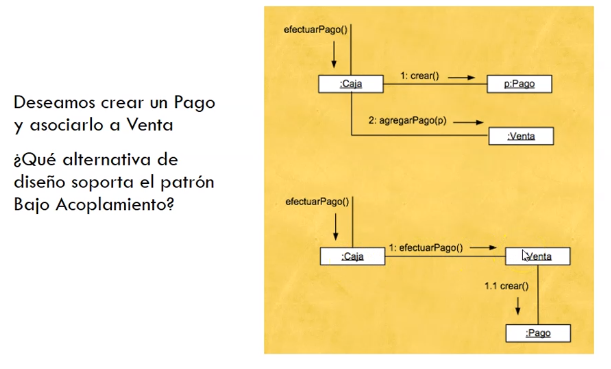 Deseamos crear un Pago
y asociarlo a Venta
¿Qué alternativa de
diseño soporta el patrón
Bajo Acoplamiento?
efectuarPago()
:Caja
1: crear()
p:Pago
2: agregarPago(p)
:Venta
efectuarPago()
:Caja
1: efectuarPago()
:Venta
1.1 crear()
:Pago